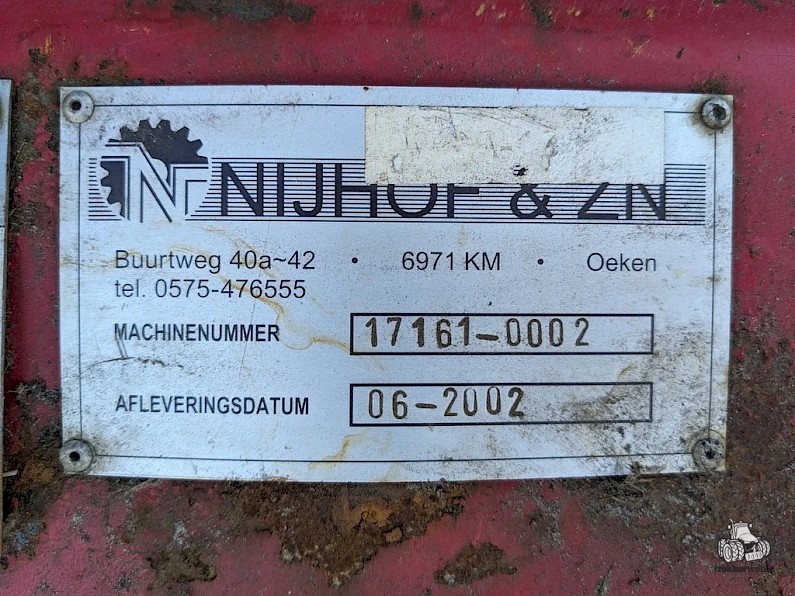 N NIJHOF & ZN
Buurtweg 40a~42 • 6971 KM • Oeken
tel. 0575-476555
MACHINENUMMER 17161-0002
AFLEVERINGSDATUM 06-2002